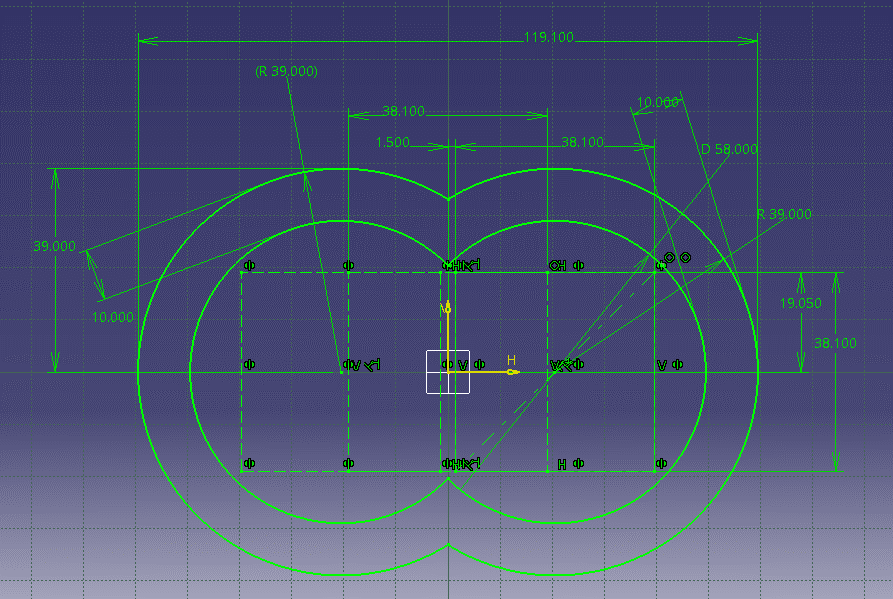 119.100
(R 39,000)
10.000
38.100
1.500
38.100
D 58.000
R 39.000
39.000
H
H
19.050
10.000
38.100
V
V
H
V
V
H
H